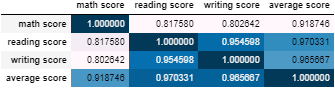 math score reading score writing score average score
math score 1.000000 0.817580 0.802642 0.918746
reading score 0.817580 1.000000 0.954598 0.970331
writing score 0.802642 0.954598 1.000000 0.965667
average score 0.918746 0.970331 0.965667 1.000000